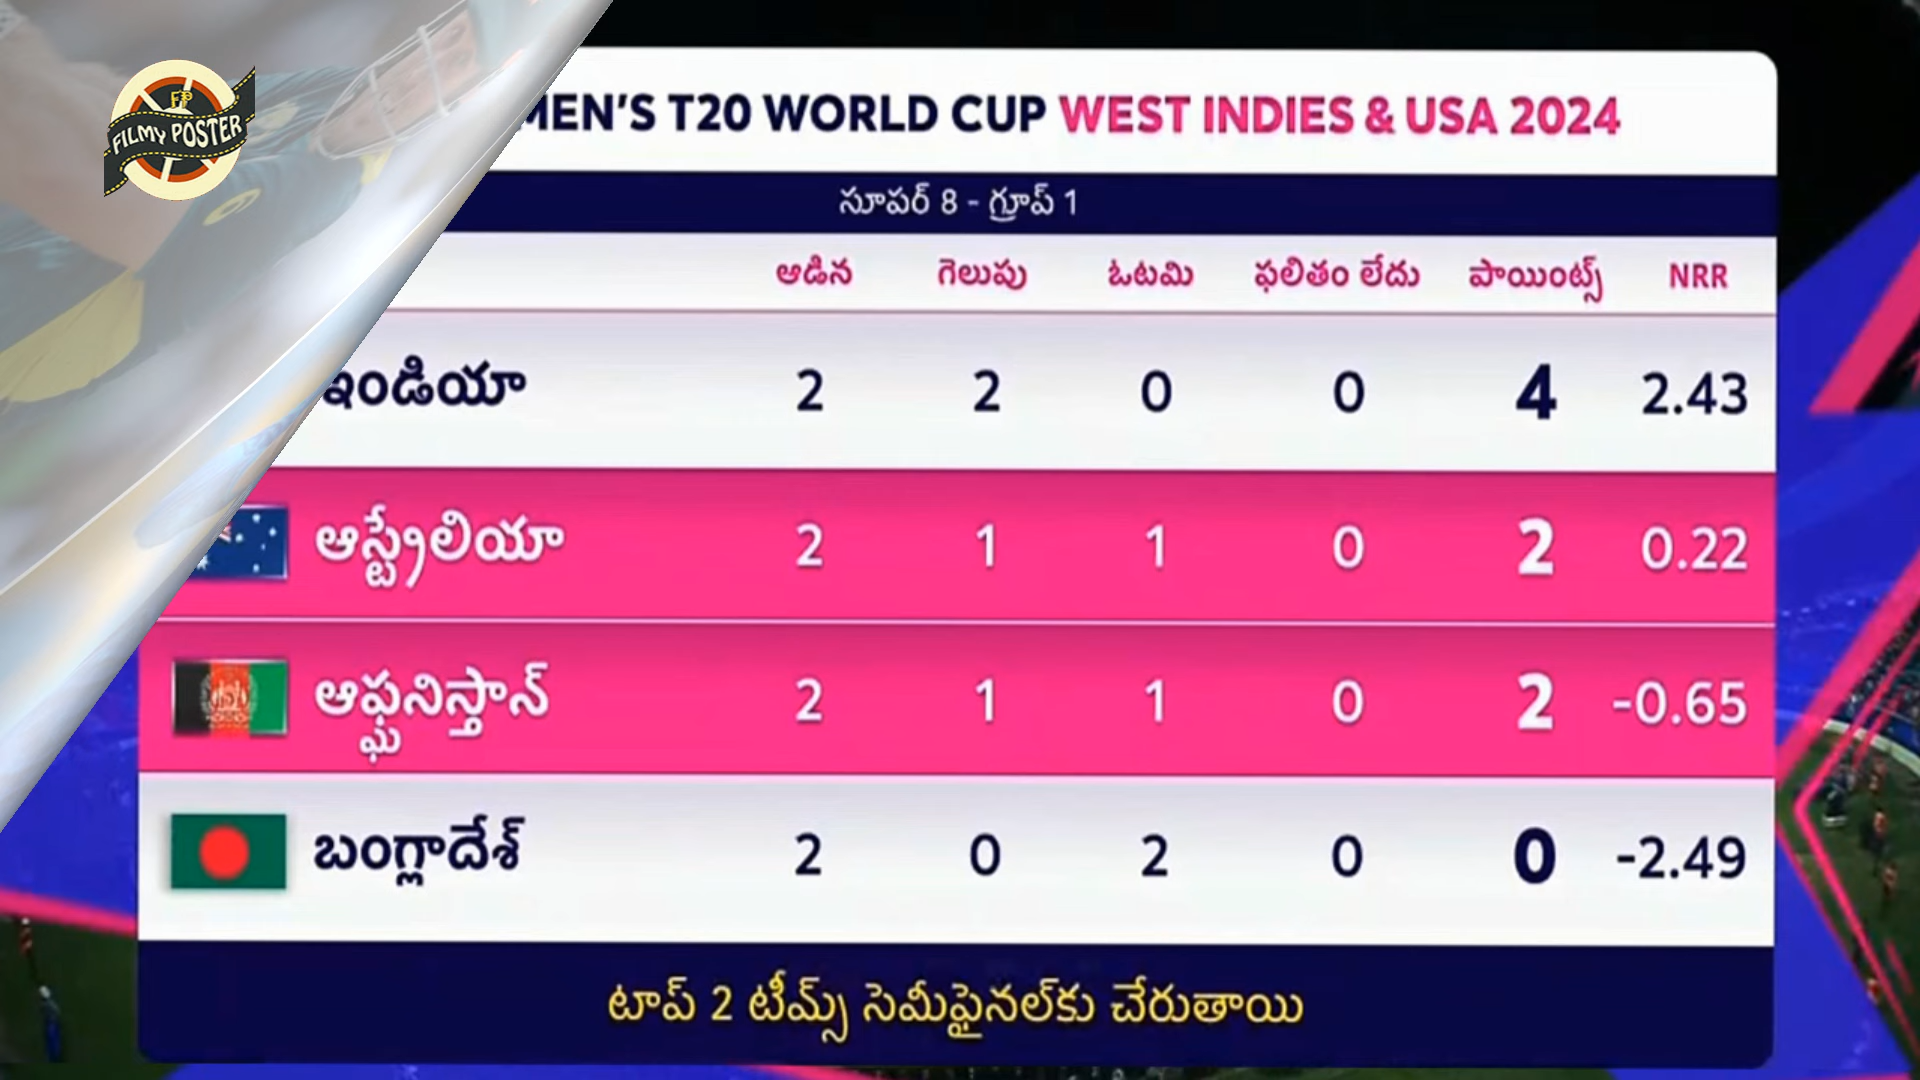 FILMY POSTER
MEN'S T20 WORLD CUP WEST INDIES & USA 2024
సూపర్ 8 - గ్రూప్ 1
ఆడిన గెలుపు ఓటమి ఫలితం లేదు పాయింట్స్ NRR
ఇండియా 2 2 0 0 4 2.43
ఆస్ట్రేలియా 2 1 1 0 2 0.22
ఆఫ్ఘనిస్తాన్ 2 1 1 0 2 -0.65
బంగ్లాదేశ్ 2 0 2 0 0 -2.49
టాప్ 2 టీమ్స్ సెమీఫైనల్‌కు చేరుతాయి